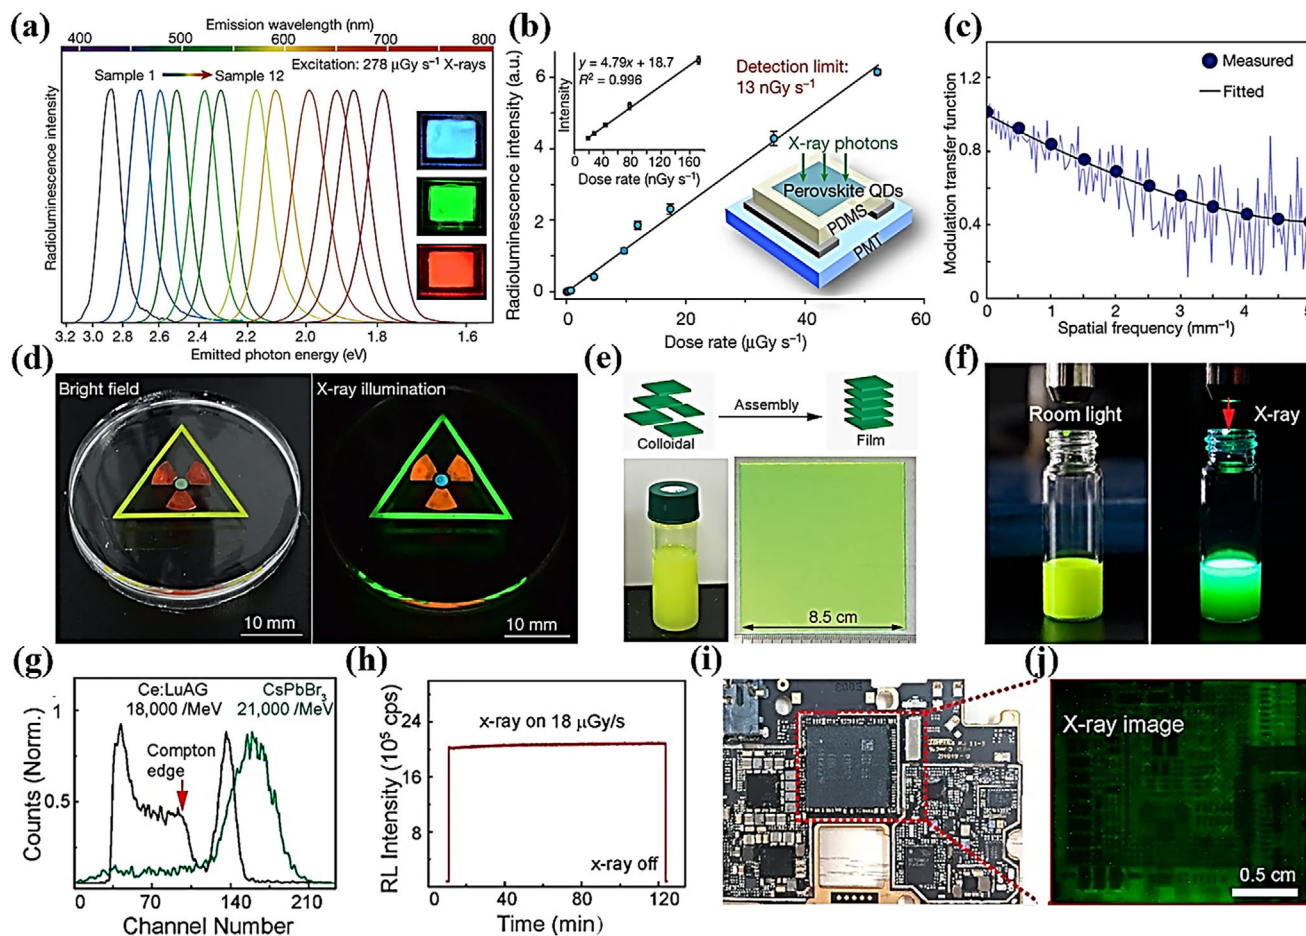 (a)
Emission wavelength (nm)
400 500 600 700 800
Excitation: 278 μGy s⁻¹ X-rays
Sample 1 Sample 12
Radioluminescence intensity
3.2 3.0 2.8 2.6 2.4 2.2 2.0 1.8 1.6
Emitted photon energy (eV)
(b)
Radioluminescence intensity (a.u.)
6
4
2
0
y = 4.79x + 18.7
R² = 0.996
Intensity
0 40 80 120 160
Dose rate (nGy s⁻¹)
Detection limit:
13 nGy s⁻¹
X-ray photons
Perovskite QDs
PDMS
PMT
0 20 40 60
Dose rate (μGy s⁻¹)
(c)
Modulation transfer function
1.2
0.8
0.4
0
Measured
Fitted
0 1 2 3 4 5
Spatial frequency (mm⁻¹)
(d)
Bright field
10 mm
X-ray illumination
10 mm
(e)
Assembly
Colloidal
Film
8.5 cm
(f)
Room light
X-ray
(g)
Ce:LuAG
18,000 /MeV
CsPbBr₃
21,000 /MeV
Compton
edge
Counts (Norm.)
1
0.5
0 70 140 210
Channel Number
(h)
RL Intensity (10⁵ cps)
24
16
8
x-ray on 18 μGy/s
x-ray off
0 40 80 120
Time (min)
(i)
(j)
X-ray image
0.5 cm